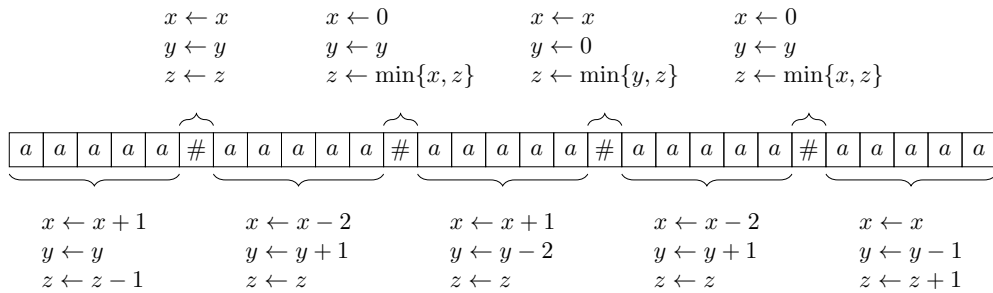 x ← x x ← 0 x ← x x ← 0
y ← y y ← y y ← 0 y ← y
z ← z z ← min{x, z} z ← min{y, z} z ← min{x, z}
a a a a a # a a a a a # a a a a a # a a a a a # a a a a a
x ← x + 1 x ← x − 2 x ← x + 1 x ← x − 2 x ← x
y ← y y ← y + 1 y ← y − 2 y ← y + 1 y ← y − 1
z ← z − 1 z ← z z ← z z ← z z ← z + 1